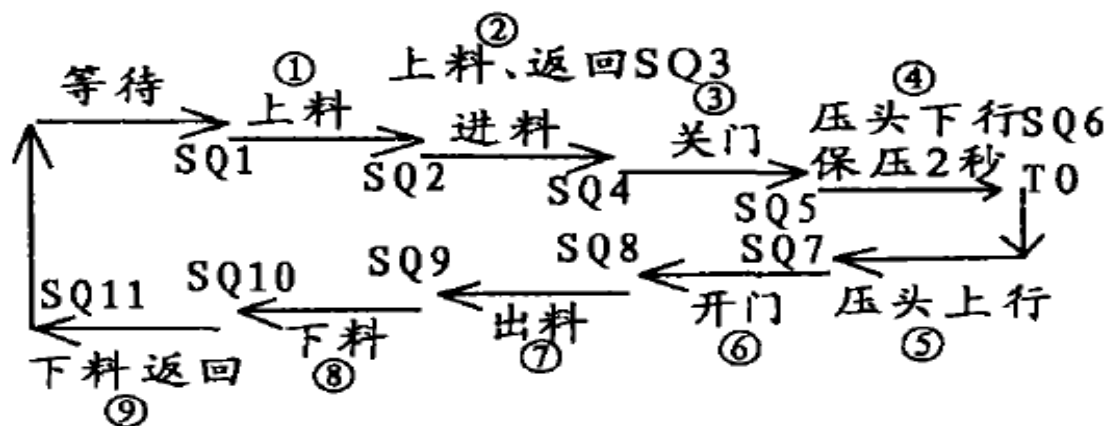 ②
上料、返回SQ3
①
③
④
等待
上料
进料
关门
压头下行SQ6
保压2秒
T0
SQ1
SQ2
SQ4
SQ5
SQ7
SQ8
SQ9
SQ10
SQ11
压头上行
⑤
开门
⑥
出料
⑦
下料
⑧
下料返回
⑨